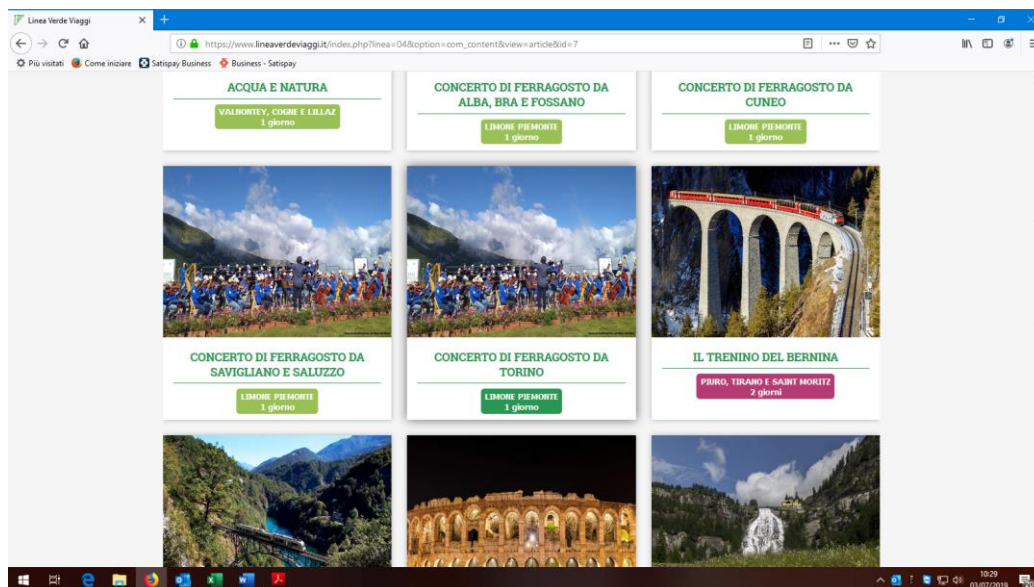 Linea Verde Viaggi
https://www.lineaverdeviaggi.it/index.php?linea=04&option=com_content&view=article&id=7
Più visitati Come iniziare Satispay Business Business - Satispay
ACQUA E NATURA
VALNONTEY, COGNE E LILLAZ
1 giorno
CONCERTO DI FERRAGOSTO DA
ALBA, BRA E FOSSANO
LIMONE PIEMONTE
1 giorno
CONCERTO DI FERRAGOSTO DA
CUNEO
LIMONE PIEMONTE
1 giorno
CONCERTO DI FERRAGOSTO DA
SAVIGLIANO E SALUZZO
LIMONE PIEMONTE
1 giorno
CONCERTO DI FERRAGOSTO DA
TORINO
LIMONE PIEMONTE
1 giorno
IL TRENINO DEL BERNINA
PIURO, TIRANO E SAINT MORITZ
2 giorni
10:29
03/07/2019